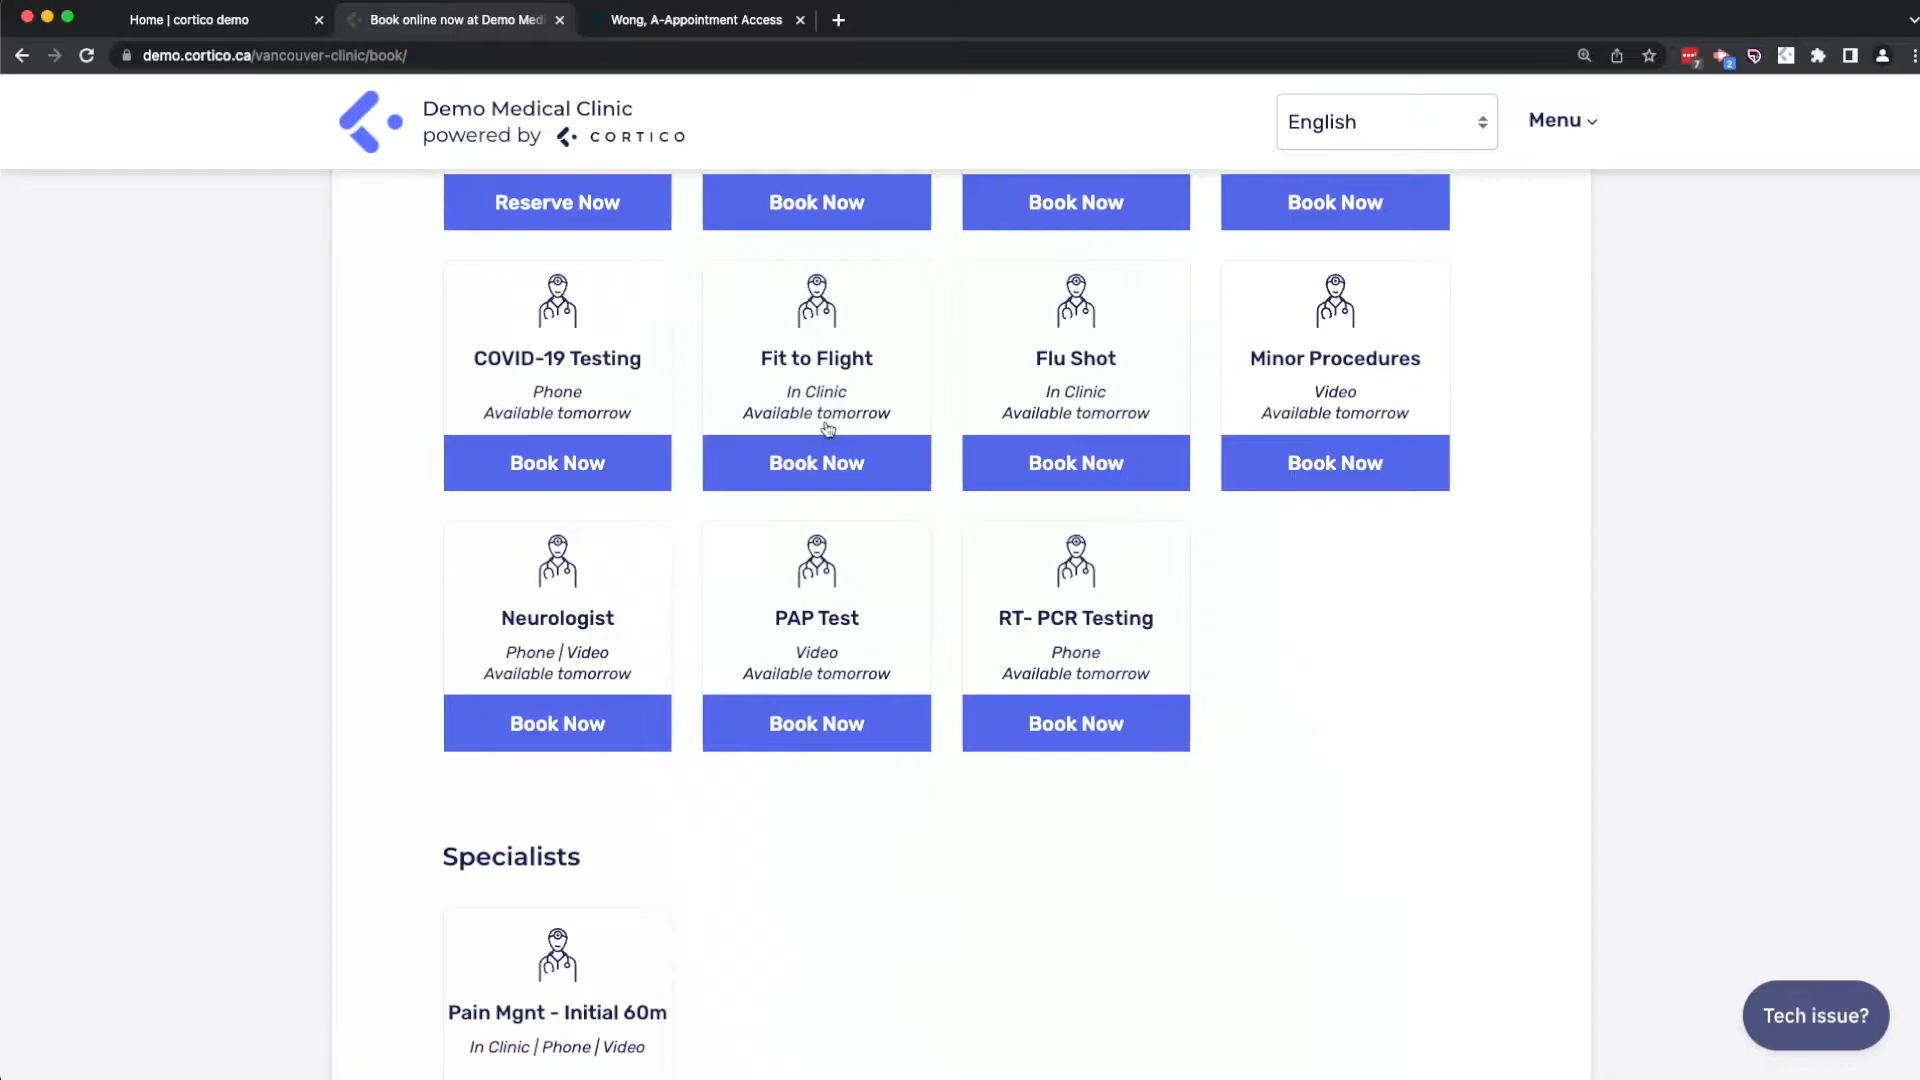 Home | cortico demo
Book online now at Demo Med
Wong, A-Appointment Access
demo.cortico.ca/vancouver-clinic/book/
7
2
Demo Medical Clinic
powered by CORTICO
English
Menu
Reserve Now
Book Now
Book Now
Book Now
COVID-19 Testing
Phone
Available tomorrow
Book Now
Fit to Flight
In Clinic
Available tomorrow
Book Now
Flu Shot
In Clinic
Available tomorrow
Book Now
Minor Procedures
Video
Available tomorrow
Book Now
Neurologist
Phone | Video
Available tomorrow
Book Now
PAP Test
Video
Available tomorrow
Book Now
RT- PCR Testing
Phone
Available tomorrow
Book Now
Specialists
Pain Mgnt - Initial 60m
In Clinic | Phone | Video
Tech issue?